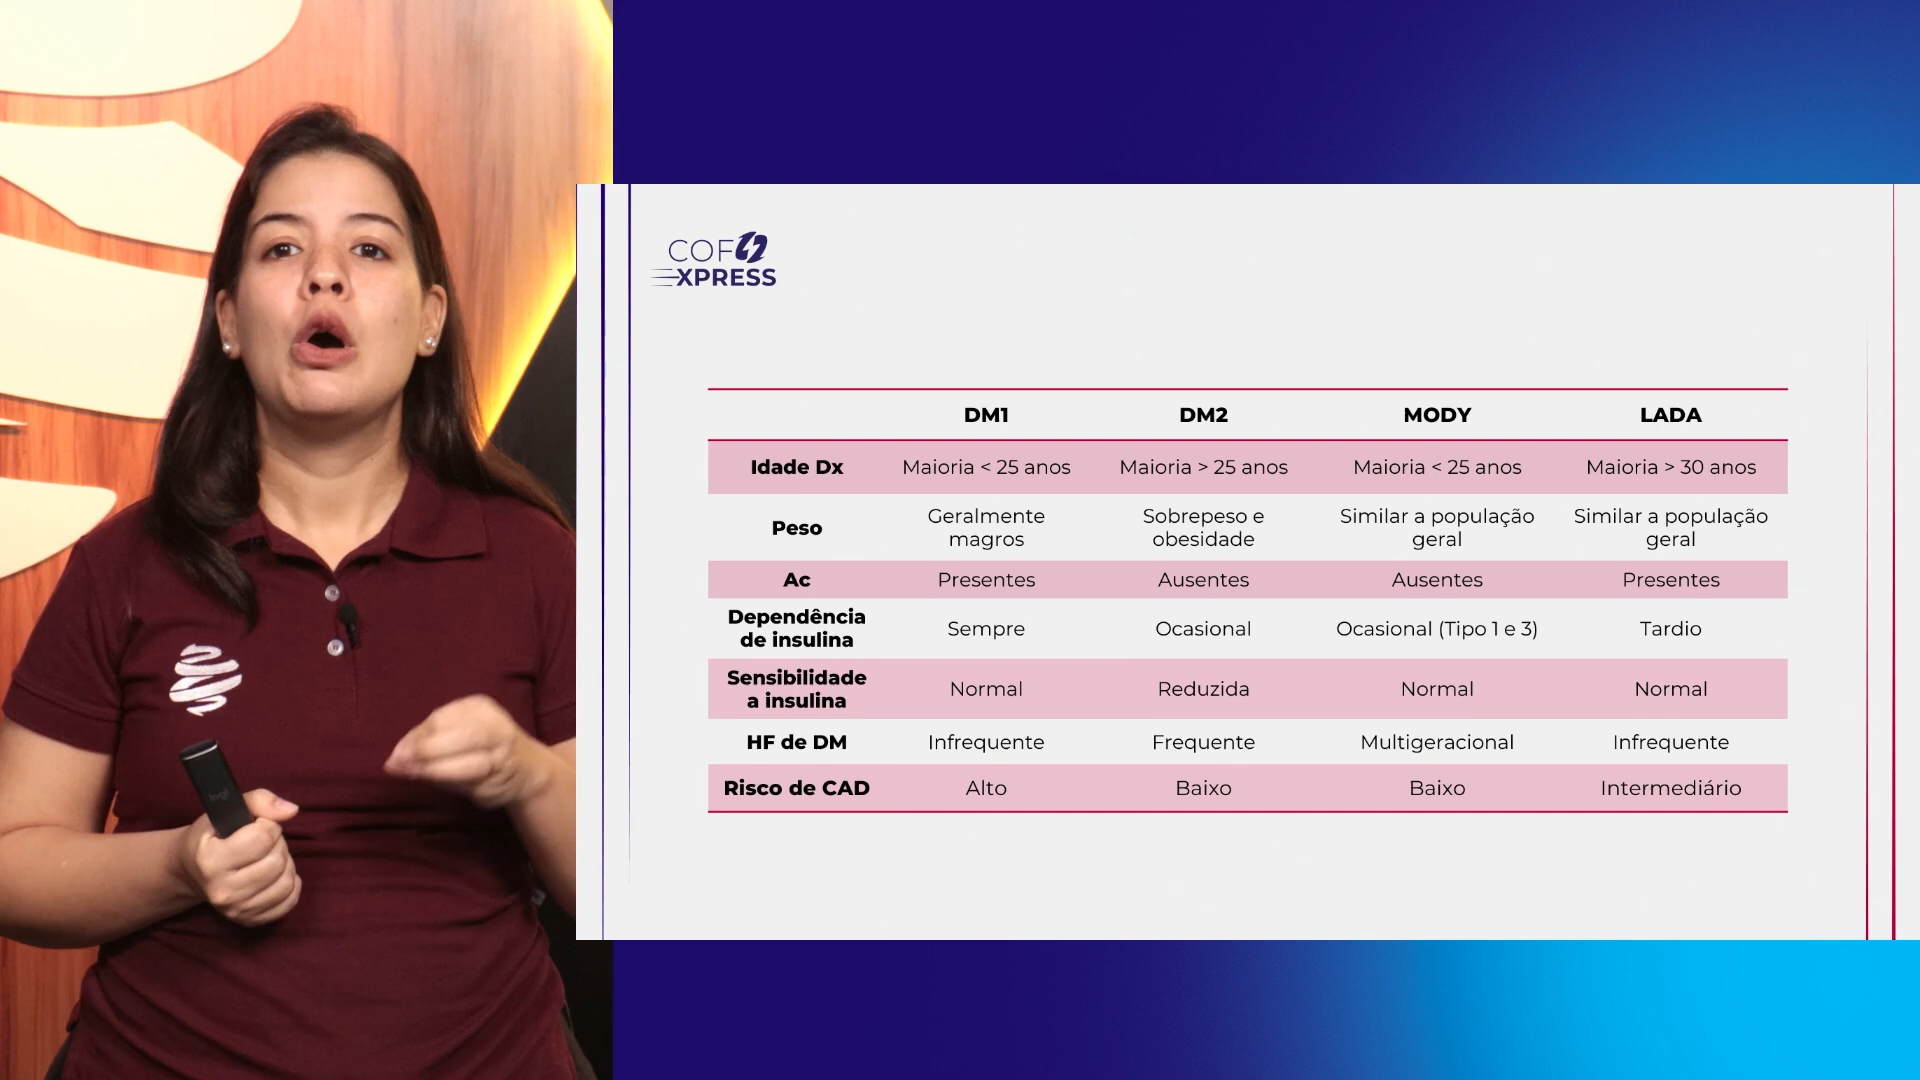 COF
XPRESS
DM1 DM2 MODY LADA
Idade Dx Maioria < 25 anos Maioria > 25 anos Maioria < 25 anos Maioria > 30 anos
Peso Geralmente magros Sobrepeso e obesidade Similar a população geral Similar a população geral
Ac Presentes Ausentes Ausentes Presentes
Dependência de insulina Sempre Ocasional Ocasional (Tipo 1 e 3) Tardio
Sensibilidade a insulina Normal Reduzida Normal Normal
HF de DM Infrequente Frequente Multigeracional Infrequente
Risco de CAD Alto Baixo Baixo Intermediário